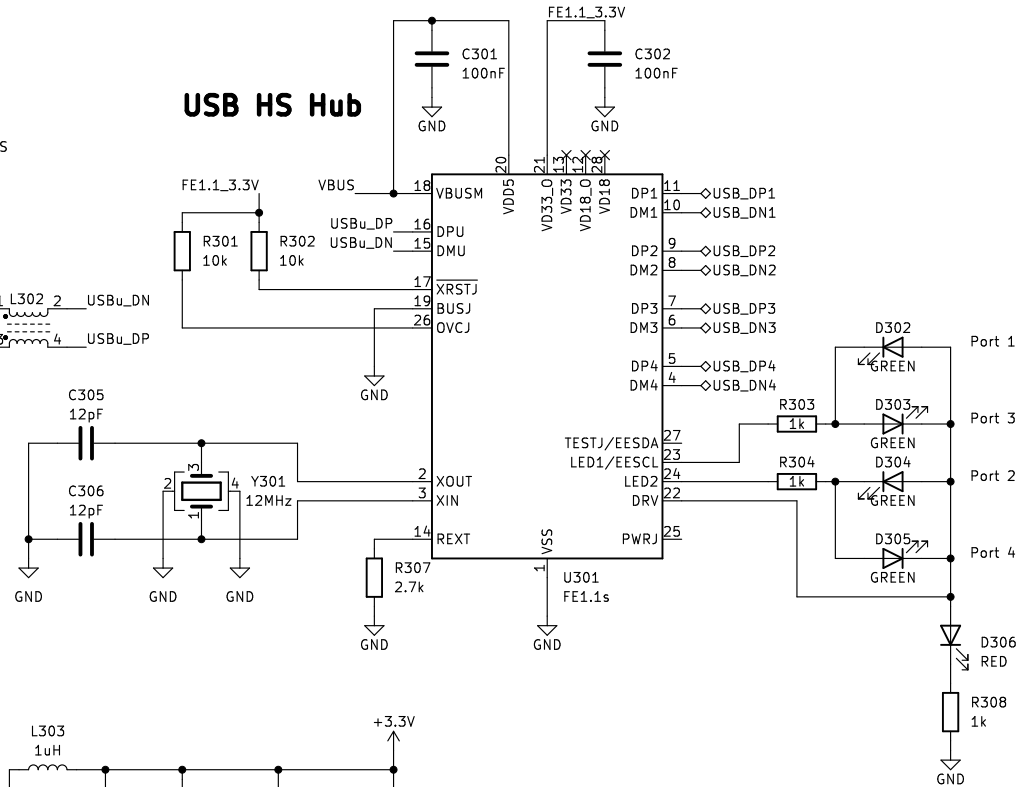 FE1.1_3.3V
C301
100nF
C302
100nF
USB HS Hub
GND
GND
S
20
21
13
12
28
VDD5
VD33_O
VD33
VD18_O
VD18
FE1.1_3.3V
VBUS
18
VBUSM
DP1
11
USB_DP1
DM1
10
USB_DN1
USBu_DP
16
DPU
USBu_DN
15
DMU
R301
10k
R302
10k
DP2
9
USB_DP2
DM2
8
USB_DN2
17
XRSTJ
19
BUSJ
26
OVCJ
DP3
7
USB_DP3
DM3
6
USB_DN3
1
L302
2
USBu_DN
3
4
USBu_DP
DP4
5
USB_DP4
DM4
4
USB_DN4
GND
D302
GREEN
Port 1
C305
12pF
R303
1k
D303
GREEN
Port 3
TESTJ/EESDA
27
LED1/EESCL
23
LED2
24
DRV
22
R304
1k
D304
GREEN
Port 2
C306
12pF
2
3
4
1
Y301
12MHz
2
XOUT
3
XIN
14
REXT
VSS
1
PWRJ
25
D305
GREEN
Port 4
R307
2.7k
U301
FE1.1s
GND
GND
GND
GND
GND
D306
RED
R308
1k
GND
L303
1uH
+3.3V